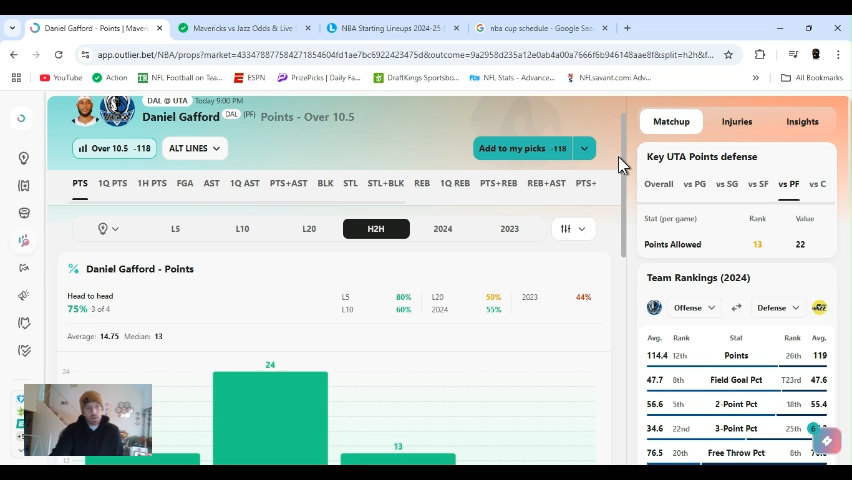 Daniel Gafford - Points | Maveri
Mavericks vs Jazz Odds & Live
NBA Starting Lineups 2024-25
nba cup schedule - Google Sea
app.outlier.bet/NBA/props?market=433478877584271854604fd1ae7bc6922423475d&outcome=9a2958d235a12e0ab4a00a7666f6b946148aae8f&split=h2h&f...
YouTube
Action
NFL Football on Tea...
ESPN
PrizePicks | Daily Fa...
DraftKings Sportsbo...
NFL Stats - Advance...
NFLsavant.com: Adv...
All Bookmarks
DAL @ UTA Today 9:00 PM
Daniel Gafford DAL (PF) Points - Over 10.5
Over 10.5 -118 ALT LINES
Add to my picks -118
PTS 1Q PTS 1H PTS FGA AST 1Q AST PTS+AST BLK STL STL+BLK REB 1Q REB PTS+REB REB+AST PTS+
L5 L10 L20 H2H 2024 2023
Daniel Gafford - Points
Head to head
75% 3 of 4
L5 80% L20 50% 2023 44%
L10 60% 2024 55%
Average: 14.75 Median: 13
24
24
13
12
Matchup Injuries Insights
Key UTA Points defense
Overall vs PG vs SG vs SF vs PF vs C
Stat (per game) Rank Value
Points Allowed 13 22
Team Rankings (2024)
Offense Defense
Avg. Rank Stat Rank Avg.
114.4 12th Points 26th 119
47.7 8th Field Goal Pct T23rd 47.6
56.6 5th 2-Point Pct 18th 55.4
34.6 22nd 3-Point Pct 25th
76.5 20th Free Throw Pct 8th